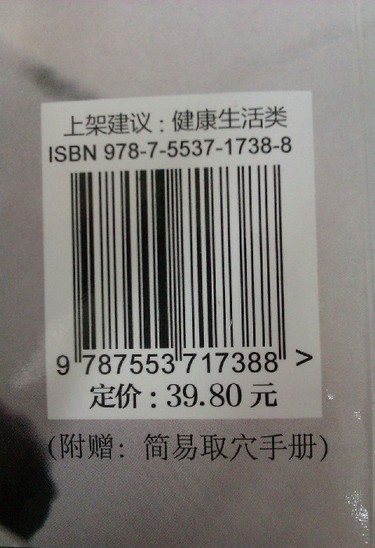 上架建议：健康生活类
ISBN 978-7-5537-1738-8
9 787553 717388 >
定价：39.80 元
(附赠：简易取穴手册)